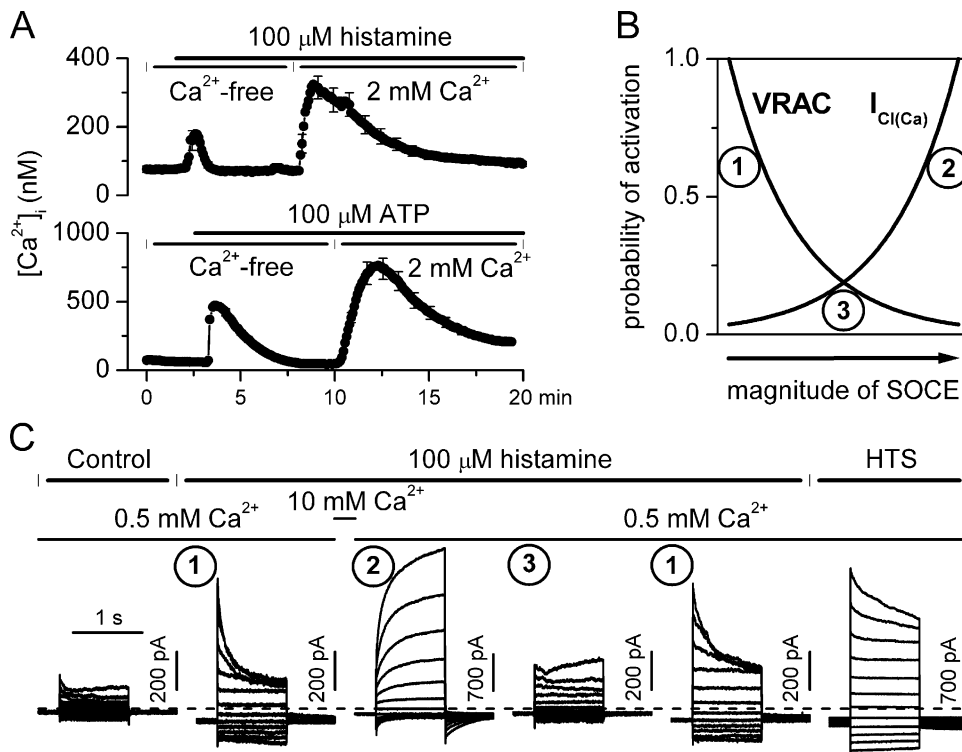 A
100 μM histamine
Ca²⁺-free
2 mM Ca²⁺
400
200
0
100 μM ATP
Ca²⁺-free
2 mM Ca²⁺
1000
500
0
[Ca²⁺]i (nM)
0 5 10 15 20 min
B
1.0
0.5
0.0
probability of activation
VRAC
ICl(Ca)
1
2
3
magnitude of SOCE
C
Control
100 μM histamine
HTS
10 mM Ca²⁺
0.5 mM Ca²⁺
0.5 mM Ca²⁺
1
2
3
1
1 s
200 pA
200 pA
700 pA
200 pA
200 pA
700 pA